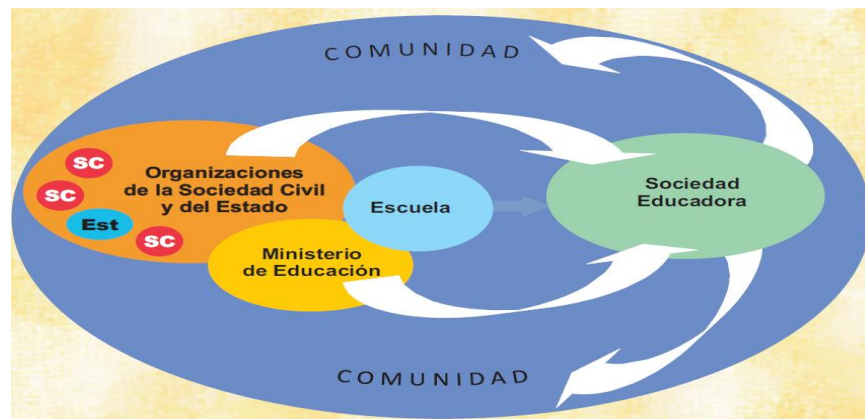 COMUNIDAD
SC
SC
Est
SC
Organizaciones
de la Sociedad Civil
y del Estado
Ministerio
de Educación
Escuela
Sociedad
Educadora
COMUNIDAD